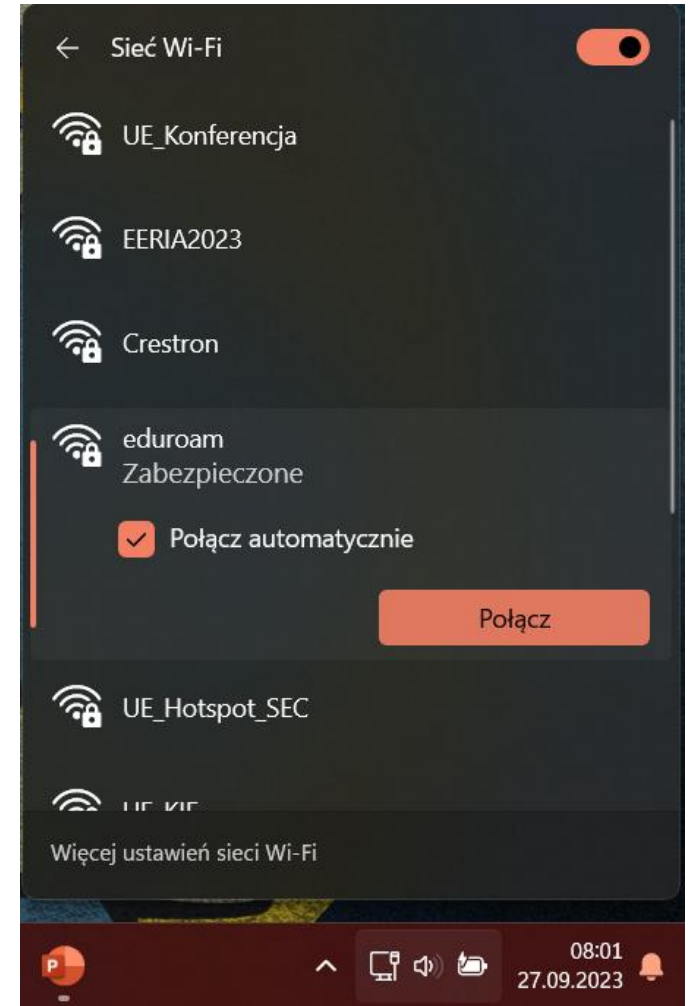 Sieć Wi-Fi
UE_Konferencja
EERIA2023
Crestron
eduroam
Zabezpieczone
Połącz automatycznie
Połącz
UE_Hotspot_SEC
Więcej ustawień sieci Wi-Fi
P
08:01
27.09.2023